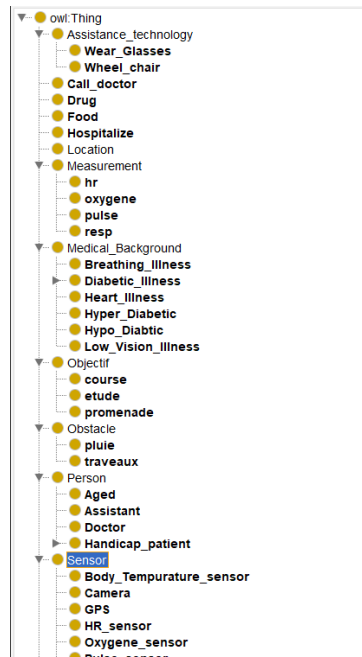 owl:Thing
Assistance_technology
Wear_Glasses
Wheel_chair
Call_doctor
Drug
Food
Hospitalize
Location
Measurement
hr
oxygene
pulse
resp
Medical_Background
Breathing_Illness
Diabetic_Illness
Heart_Illness
Hyper_Diabetic
Hypo_Diabtic
Low_Vision_Illness
Objectif
course
etude
promenade
Obstacle
pluie
traveaux
Person
Aged
Assistant
Doctor
Handicap_patient
Sensor
Body_Tempurature_sensor
Camera
GPS
HR_sensor
Oxygene_sensor
Pulse_sensor